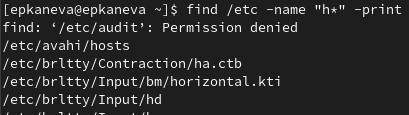 [epkaneva@epkaneva ~]$ find /etc -name "h*" -print
find: ‘/etc/audit’: Permission denied
/etc/avahi/hosts
/etc/brltty/Contraction/ha.ctb
/etc/brltty/Input/bm/horizontal.kti
/etc/brltty/Input/hd